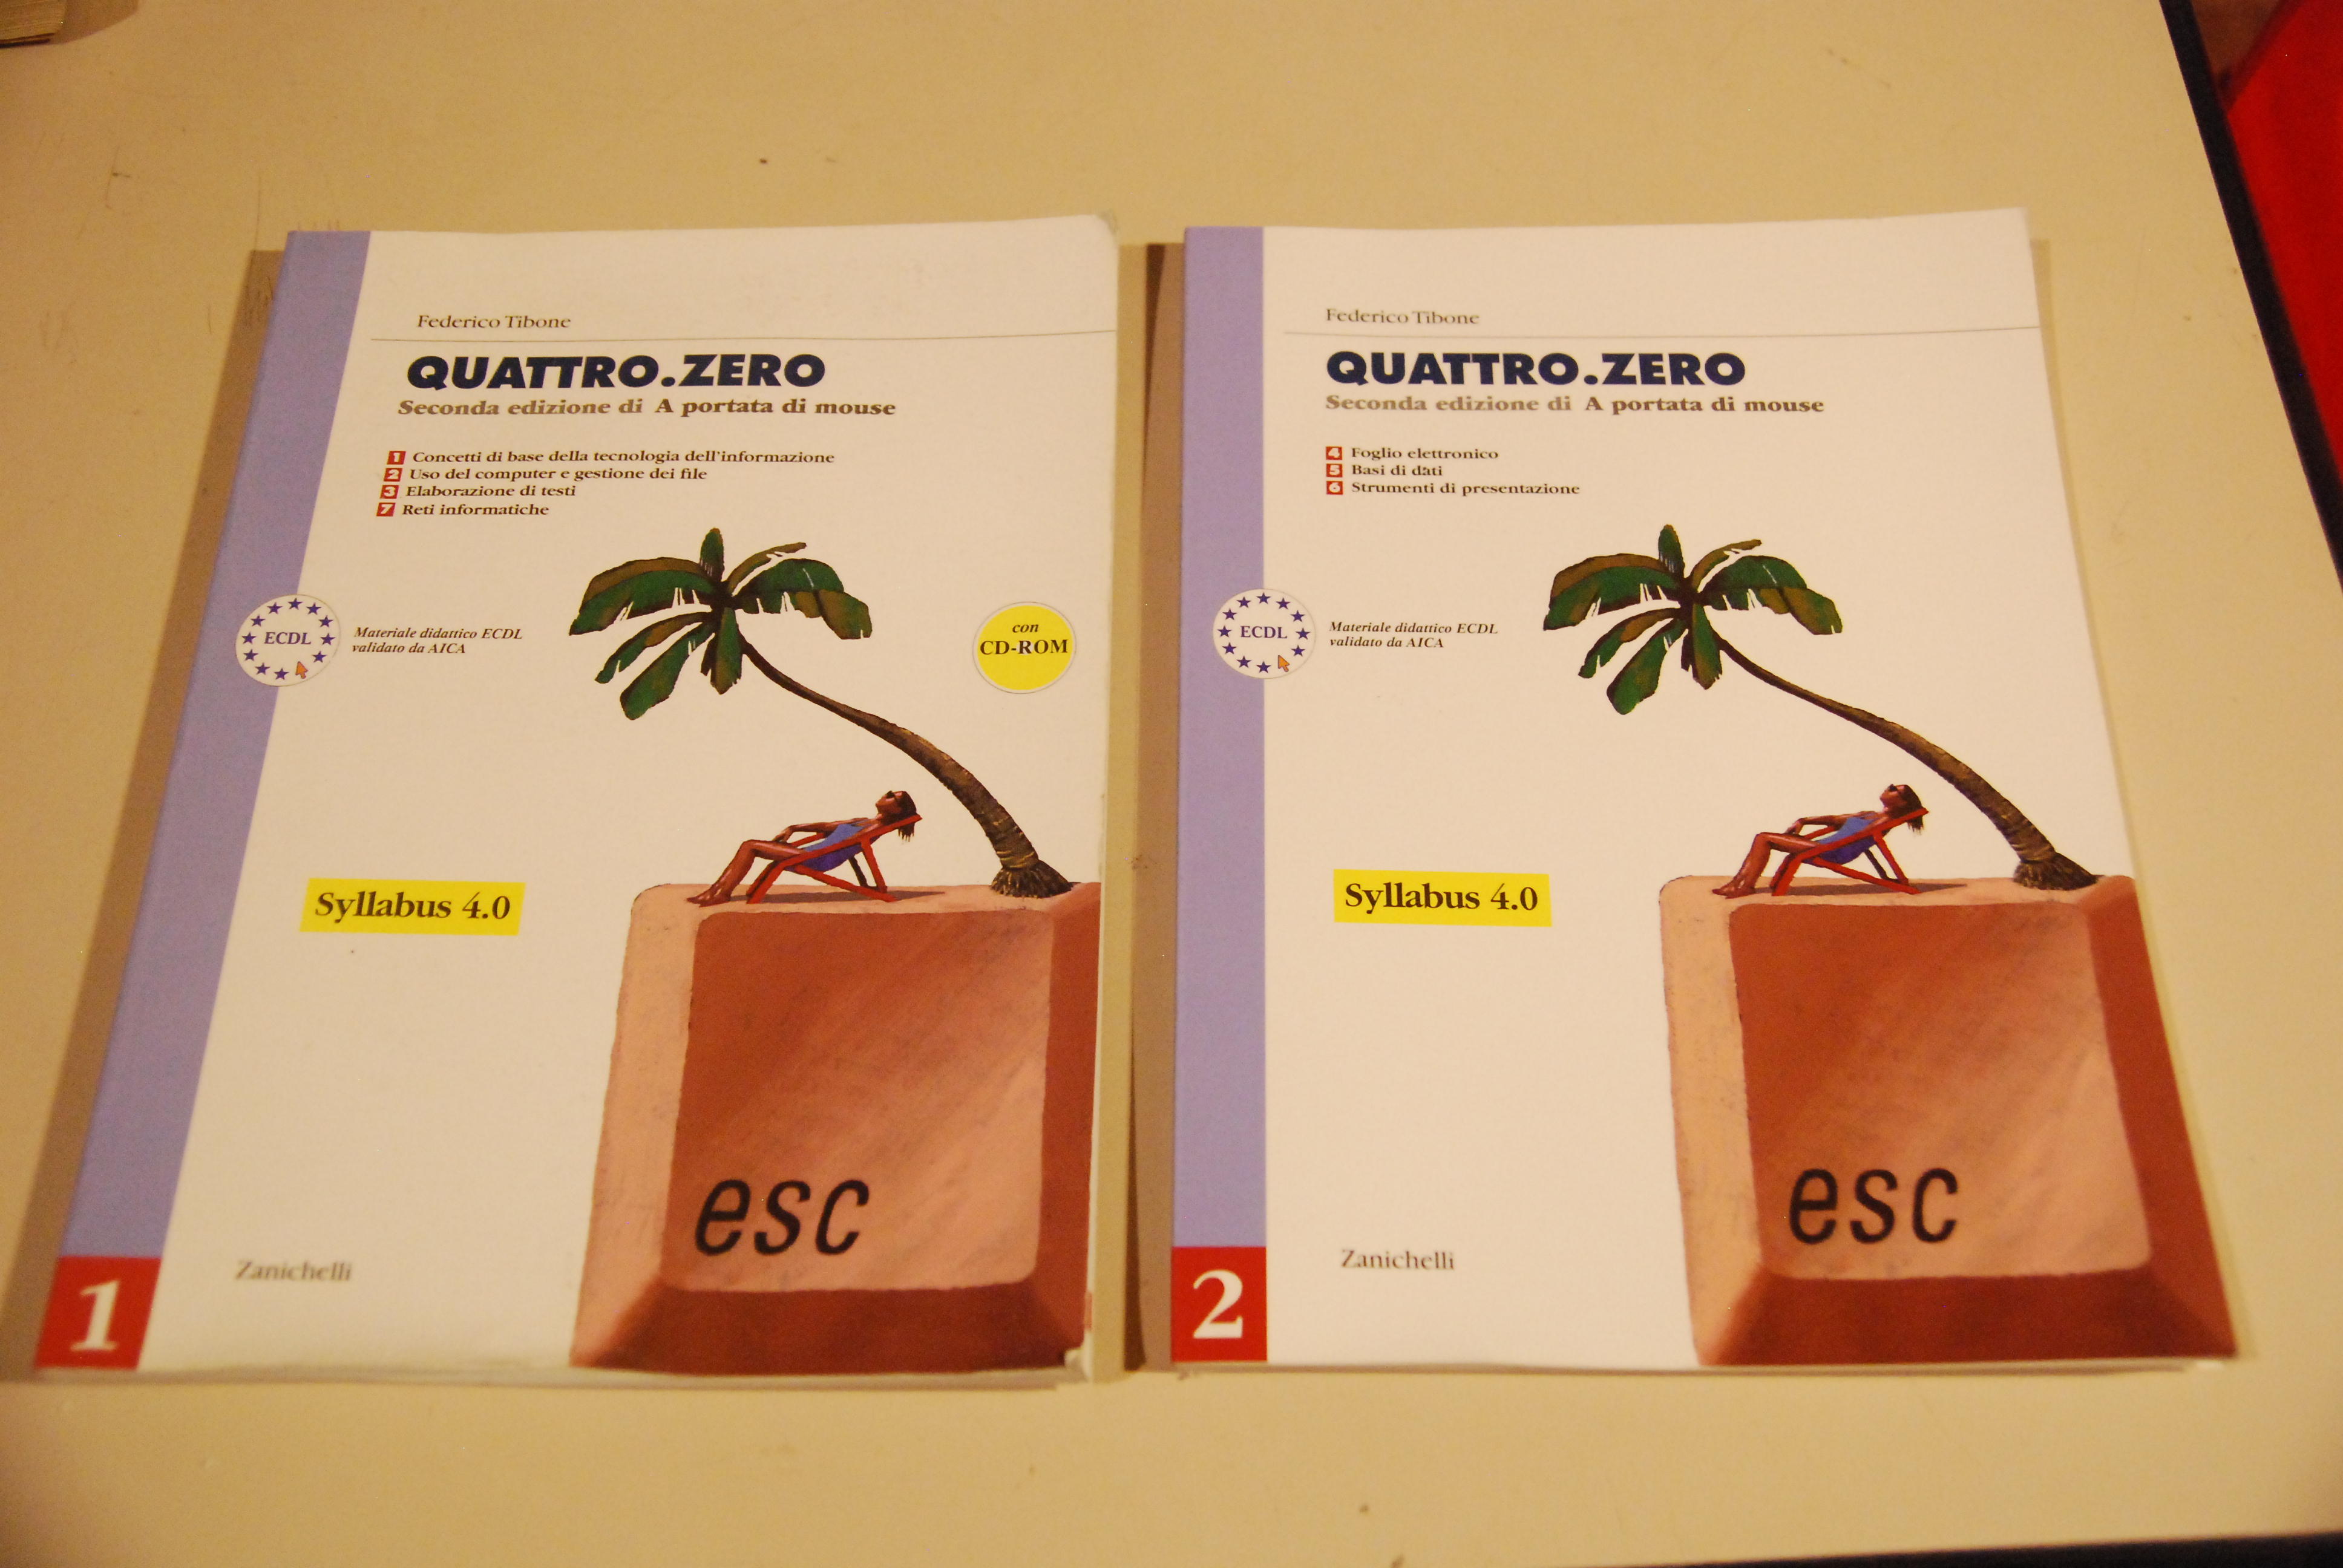 Federico Tibone
QUATTRO.ZERO
Seconda edizione di A portata di mouse
1 Concetti di base della tecnologia dell'informazione
2 Uso del computer e gestione dei file
3 Elaborazione di testi
7 Reti informatiche
ECDL
Materiale didattico ECDL
validato da AICA
con
CD-ROM
Syllabus 4.0
esc
Zanichelli
1
Federico Tibone
QUATTRO.ZERO
Seconda edizione di A portata di mouse
4 Foglio elettronico
5 Basi di dati
6 Strumenti di presentazione
ECDL
Materiale didattico ECDL
validato da AICA
Syllabus 4.0
esc
Zanichelli
2